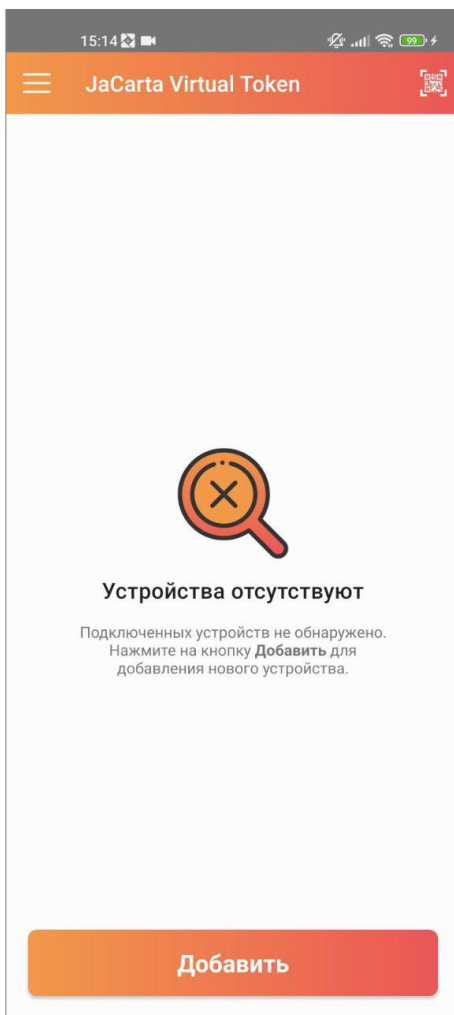 15:14
99
JaCarta Virtual Token
Устройства отсутствуют
Подключенных устройств не обнаружено.
Нажмите на кнопку Добавить для
добавления нового устройства.
Добавить